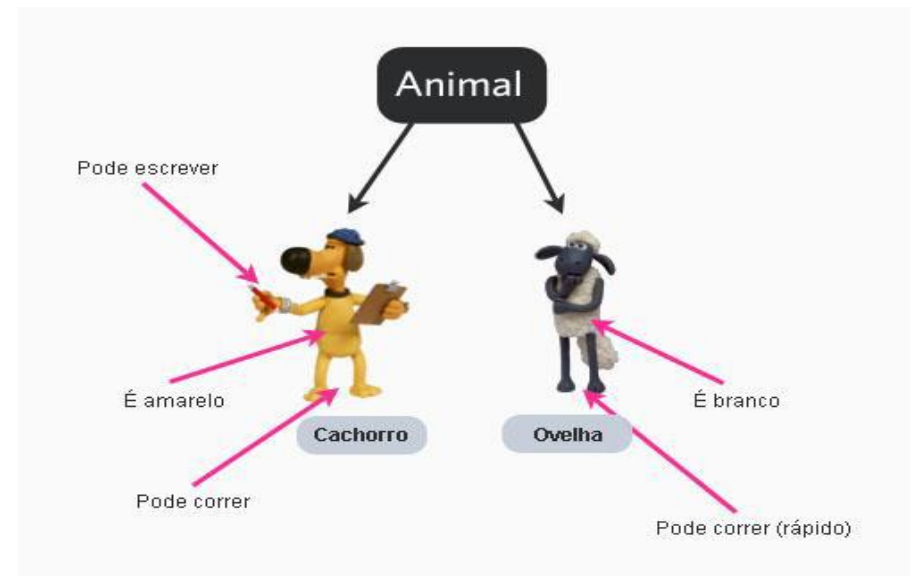 Animal
Pode escrever
É amarelo
É branco
Cachorro
Ovelha
Pode correr
Pode correr (rápido)